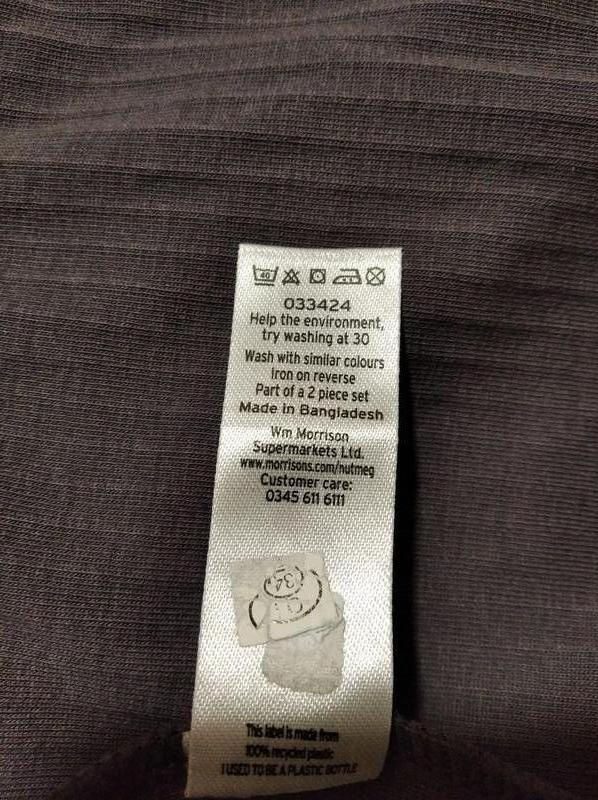 40
033424
Help the environment,
try washing at 30
Wash with similar colours
Iron on reverse
Part of a 2 piece set
Made in Bangladesh
Wm Morrison
Supermarkets Ltd.
www.morrisons.com/nutmeg
Customer care:
0345 611 6111
34
This label is made from
100% recycled plastic
I USED TO BE A PLASTIC BOTTLE